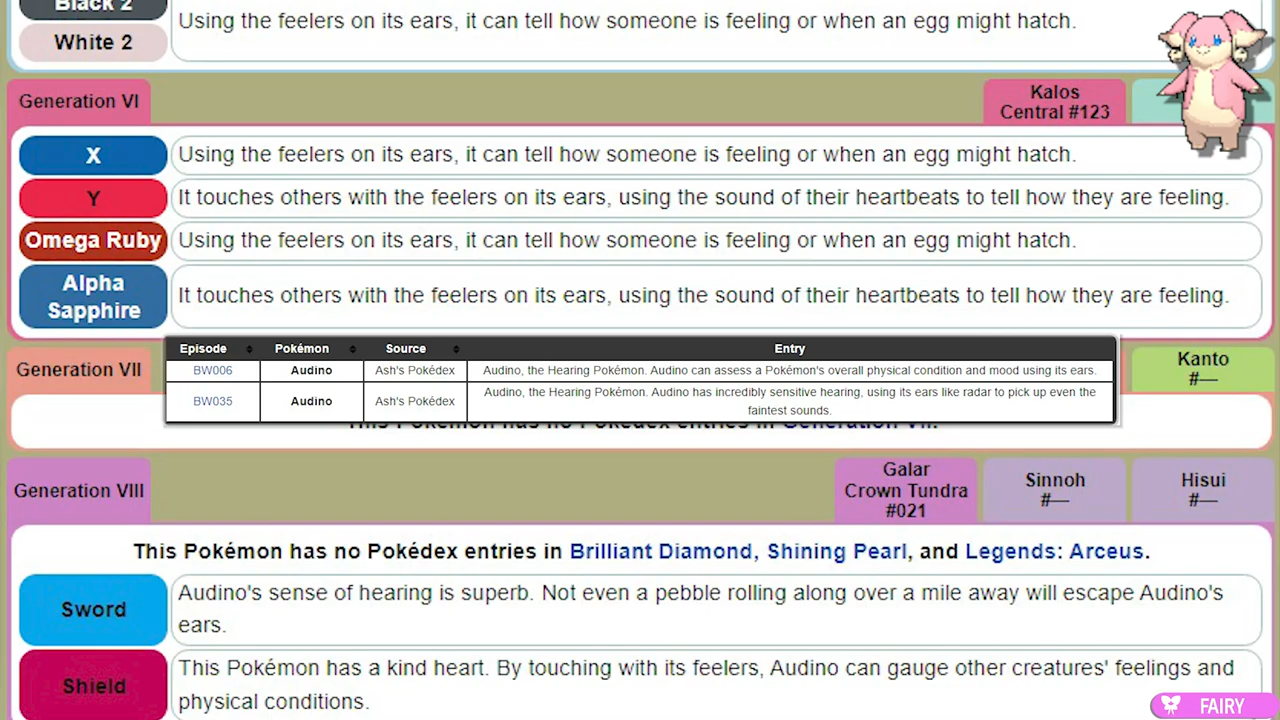 Black 2
Using the feelers on its ears, it can tell how someone is feeling or when an egg might hatch.
White 2
Generation VI
Kalos
Central #123
X
Using the feelers on its ears, it can tell how someone is feeling or when an egg might hatch.
Y
It touches others with the feelers on its ears, using the sound of their heartbeats to tell how they are feeling.
Omega Ruby
Using the feelers on its ears, it can tell how someone is feeling or when an egg might hatch.
Alpha
Sapphire
It touches others with the feelers on its ears, using the sound of their heartbeats to tell how they are feeling.
Episode Pokémon Source Entry
BW006 Audino Ash's Pokédex Audino, the Hearing Pokémon. Audino can assess a Pokémon's overall physical condition and mood using its ears.
BW035 Audino Ash's Pokédex Audino, the Hearing Pokémon. Audino has incredibly sensitive hearing, using its ears like radar to pick up even the
faintest sounds.
Generation VII
Kanto
#—
This Pokémon has no Pokédex entries in Generation VII.
Generation VIII
Galar
Crown Tundra
#021
Sinnoh
#—
Hisui
#—
This Pokémon has no Pokédex entries in Brilliant Diamond, Shining Pearl, and Legends: Arceus.
Sword
Audino's sense of hearing is superb. Not even a pebble rolling along over a mile away will escape Audino's
ears.
Shield
This Pokémon has a kind heart. By touching with its feelers, Audino can gauge other creatures' feelings and
physical conditions.
FAIRY